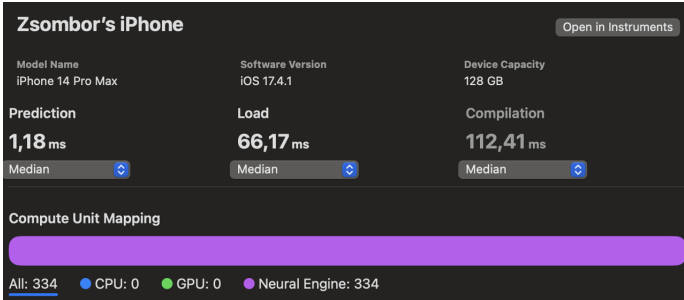 Zsombor’s iPhone
Open in Instruments
Model Name Software Version Device Capacity
iPhone 14 Pro Max iOS 17.4.1 128 GB
Prediction Load Compilation
1,18 ms 66,17 ms 112,41 ms
Median Median Median
Compute Unit Mapping
All: 334 CPU: 0 GPU: 0 Neural Engine: 334